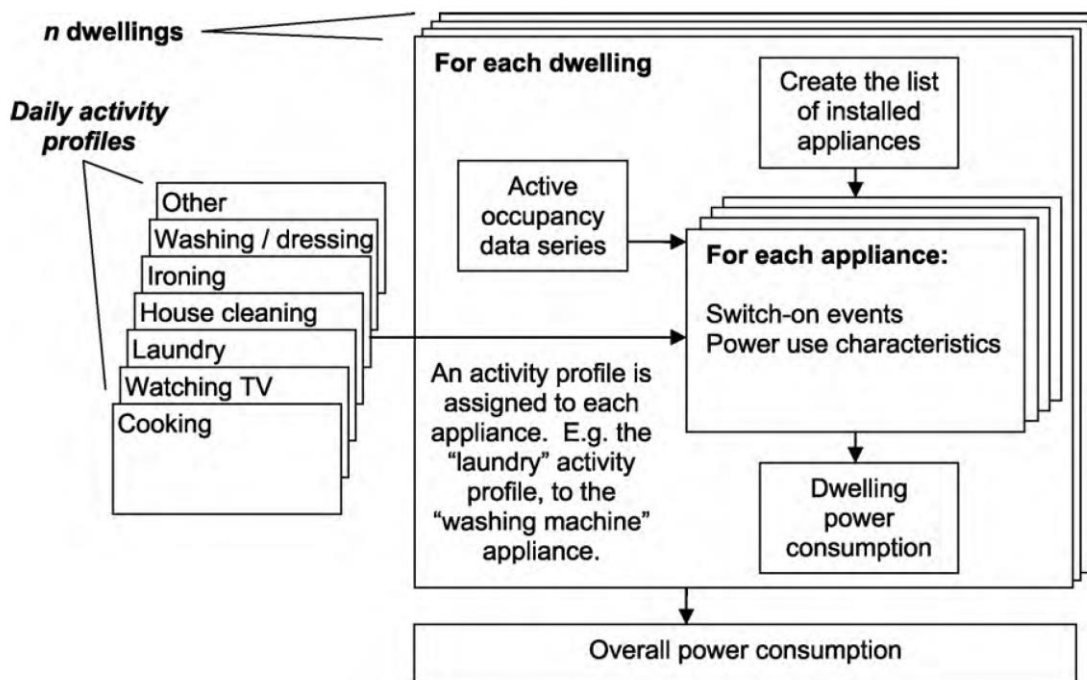 n dwellings
Daily activity
profiles
Other
Washing / dressing
Ironing
House cleaning
Laundry
Watching TV
Cooking
For each dwelling
Create the list
of installed
appliances
Active
occupancy
data series
For each appliance:
Switch-on events
Power use characteristics
An activity profile is
assigned to each
appliance. E.g. the
“laundry” activity
profile, to the
“washing machine”
appliance.
Dwelling
power
consumption
Overall power consumption